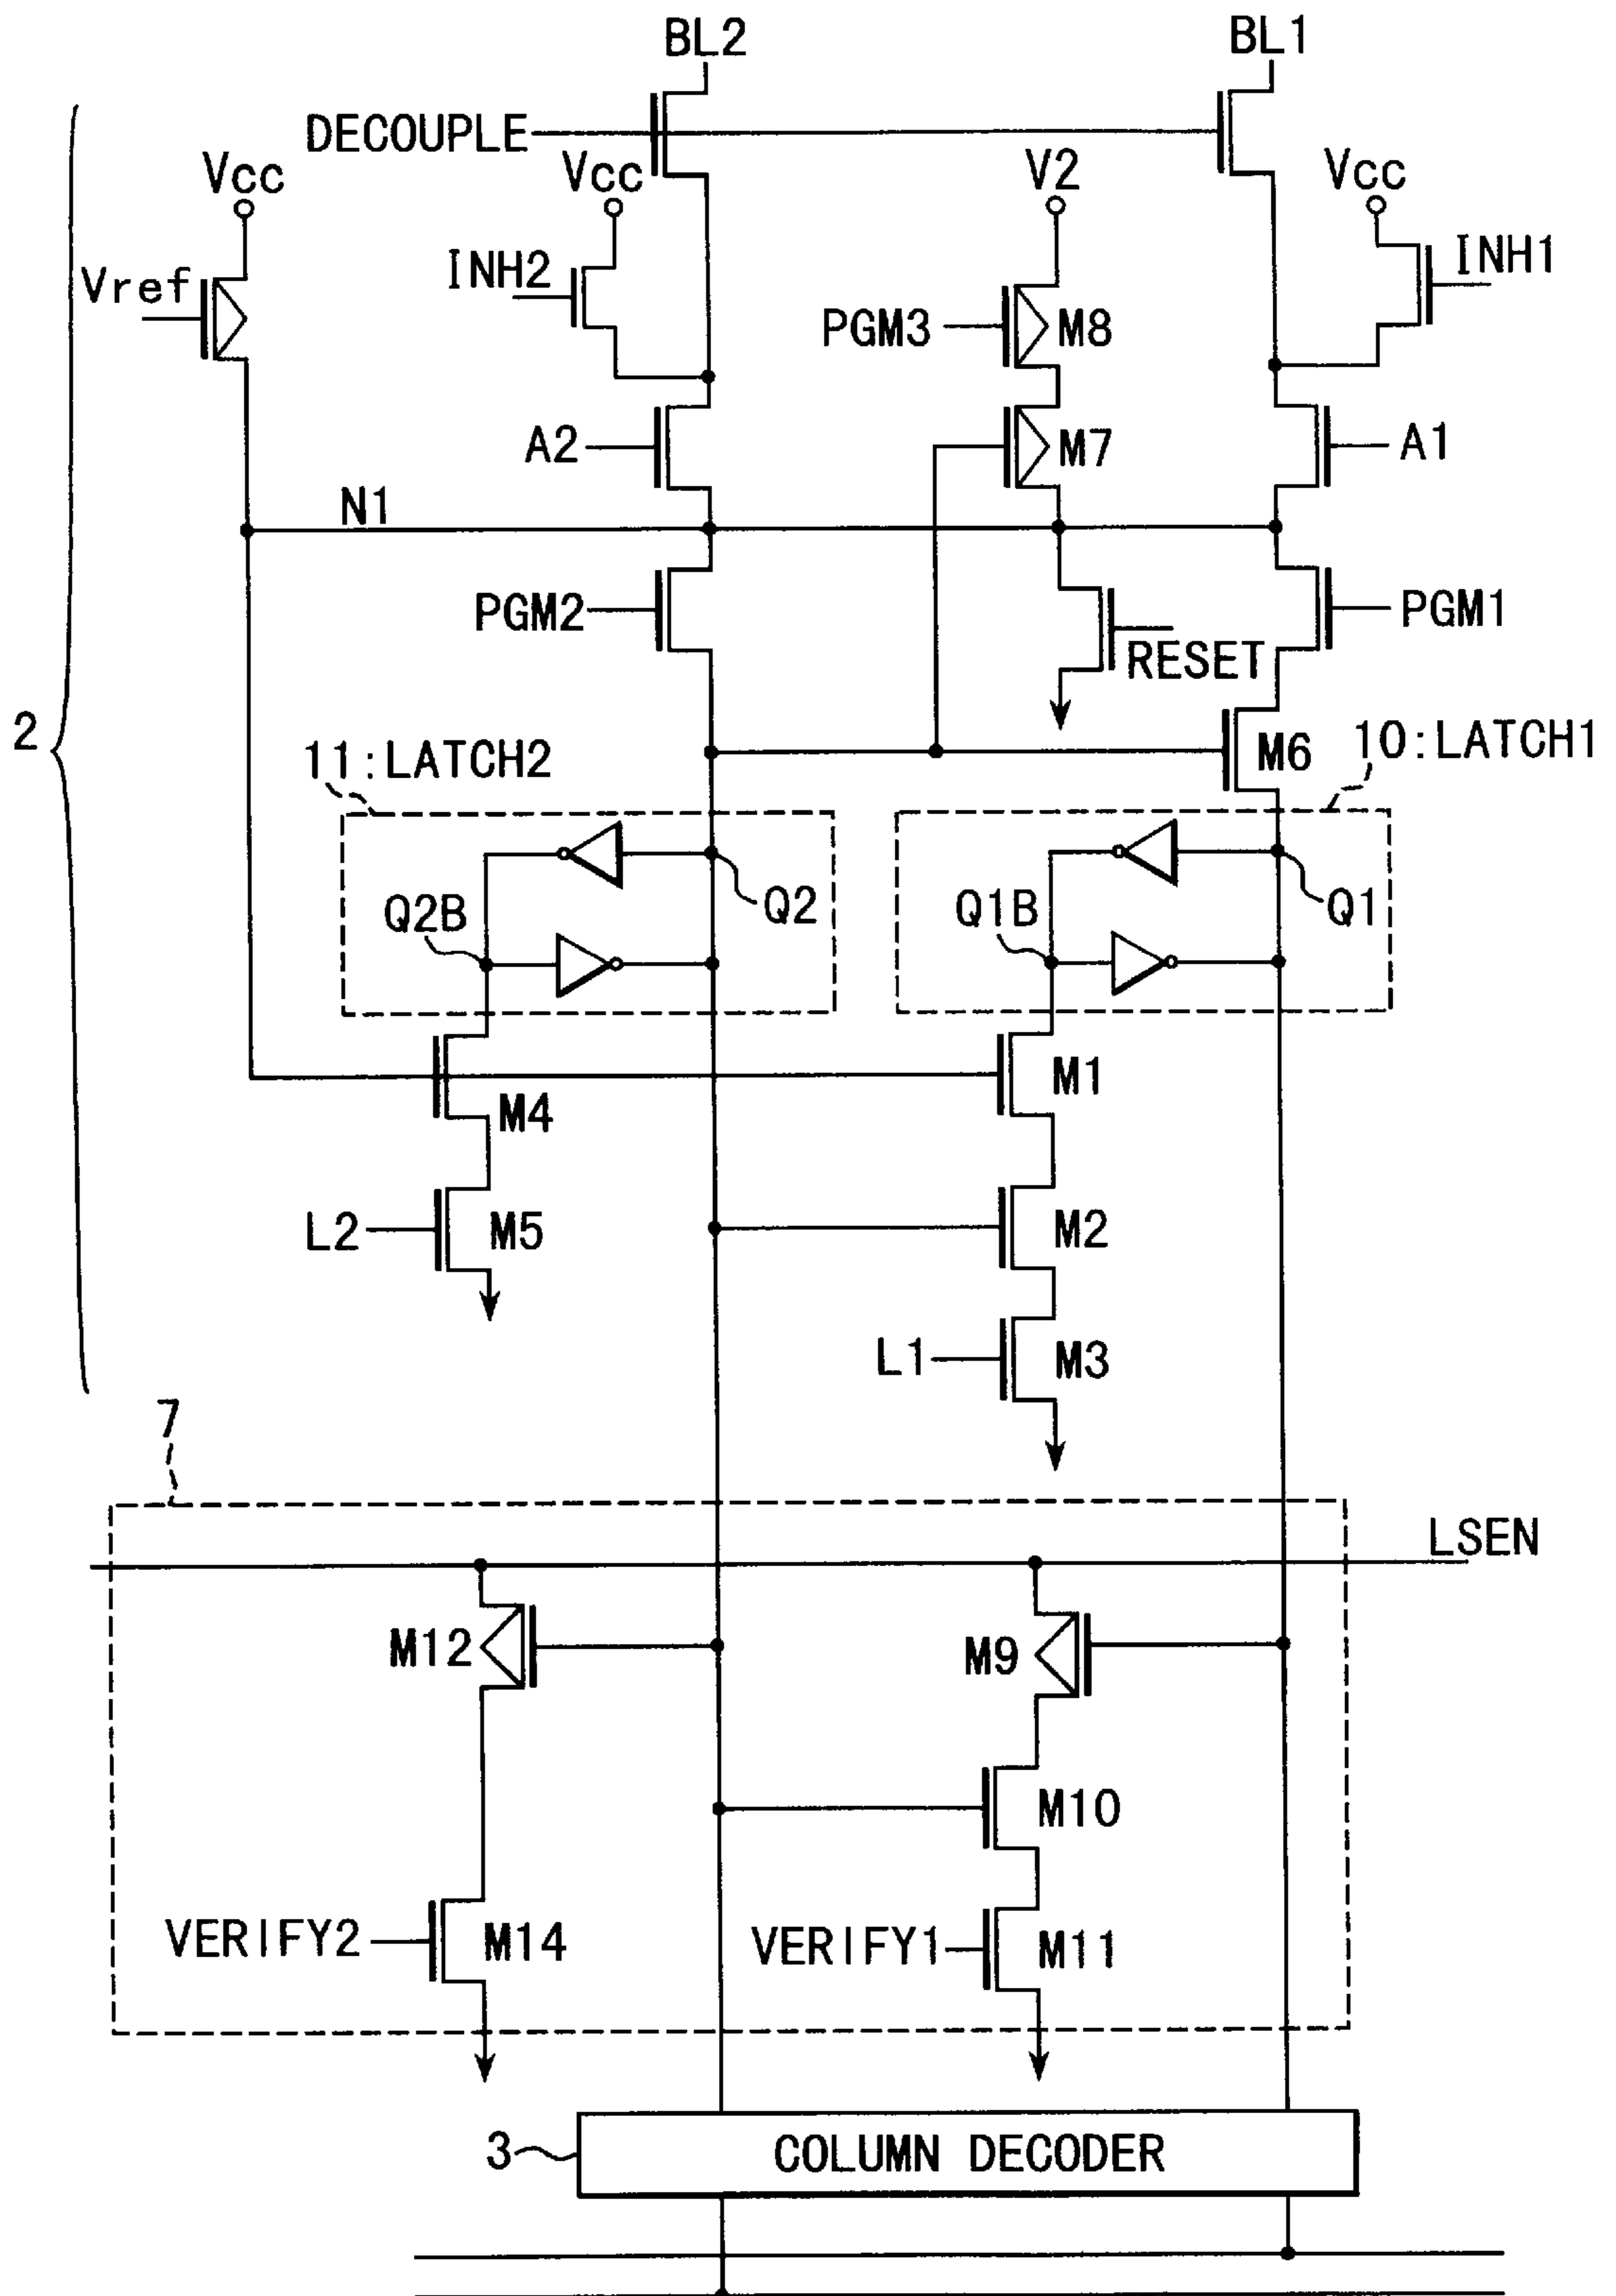 BL2
BL1
DECOUPLE
Vcc
Vcc
V2
Vcc
Vref
INH2
INH1
PGM3
M8
A2
M7
A1
N1
PGM2
PGM1
RESET
2
11:LATCH2
M6
10:LATCH1
Q2B
Q2
Q1B
Q1
M4
M1
L2
M5
M2
L1
M3
7
LSEN
M12
M9
M10
VERIFY2
M14
VERIFY1
M11
3
COLUMN DECODER